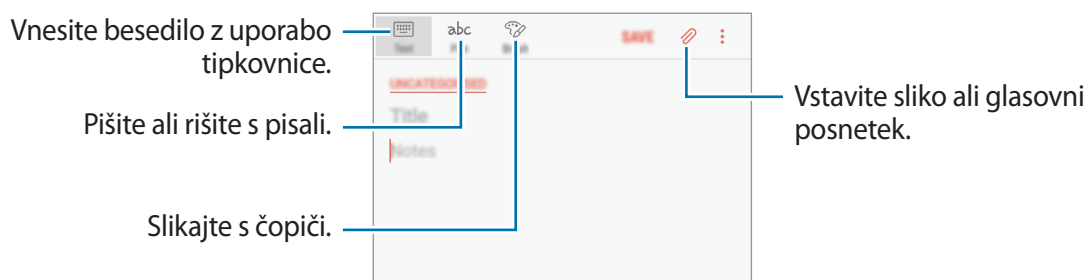 Vnesite besedilo z uporabo
tipkovnice.
Pišite ali rišite s pisali.
Slikajte s čopiči.
abc
Text
SAVE
UNCATEGORISED
Title
Notes
Vstavite sliko ali glasovni
posnetek.